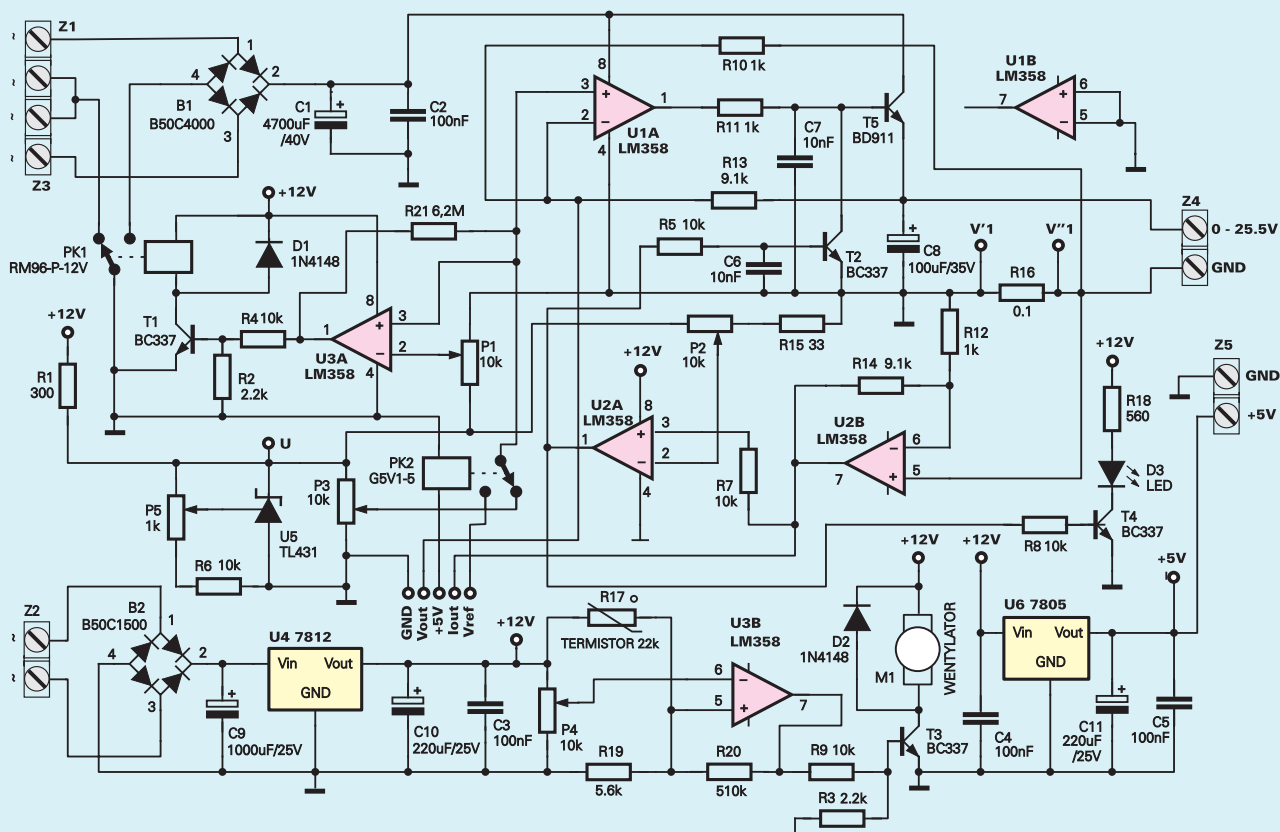 Z1
~
~
~
~
Z3
1
4
2
3
B1
B50C4000
C1
+
4700uF
/40V
C2
100nF
R10 1k
8
3
+
2
−
1
4
U1A
LM358
R11 1k
C7
10nF
T5
BD911
U1B
LM358
7
6
5
R13
9.1k
+12V
D1
1N4148
PK1
RM96-P-12V
R21 6,2M
R5 10k
C6
10nF
T2
BC337
+
C8
100uF/35V
V'1
V''1
R16
0.1
Z4
0 - 25.5V
GND
+12V
R1
300
T1
BC337
R4 10k
R2
2.2k
8
1
+
3
−
2
4
U3A
LM358
P1
10k
P2
10k
R15 33
R12
1k
R14 9.1k
+12V
8
U2A
LM358
1
+
3
−
2
4
R7
10k
U2B
LM358
7
−
6
+
5
+12V
R18
560
D3
LED
T4
BC337
R8 10k
Z5
GND
+5V
U
P5
1k
U5
TL431
R6 10k
P3
10k
PK2
G5V1-5
GND
Vout
+5V
Iout
Vref
Z2
~
~
B2
B50C1500
1
4
2
3
U4 7812
Vin
Vout
GND
+
C9
1000uF/25V
+
C10
220uF/25V
C3
100nF
+12V
R17
TERMISTOR 22k
P4
10k
R19
5.6k
U3B
LM358
6
−
5
+
7
R20
510k
R9 10k
R3 2.2k
D2
1N4148
+12V
M1
WENTYLATOR
T3
BC337
+12V
C4
100nF
U6 7805
Vin
Vout
GND
+
C11
220uF
/25V
+5V
C5
100nF